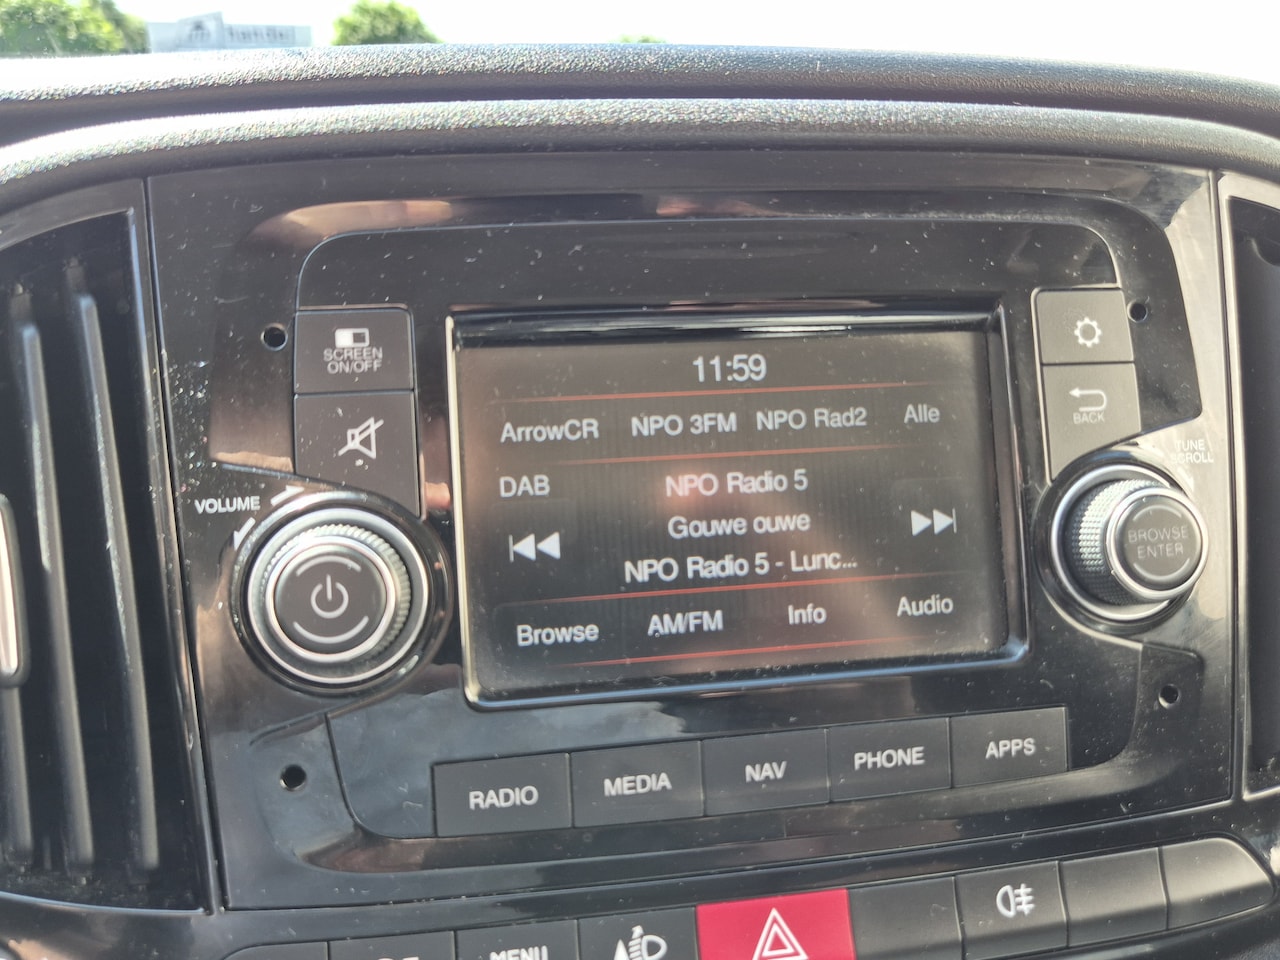 SCREEN
ON/OFF
VOLUME
11:59
ArrowCR NPO 3FM NPO Rad2 Alle
DAB NPO Radio 5
Gouwe ouwe
NPO Radio 5 - Lunc...
Browse AM/FM Info Audio
BACK
TUNE
SCROLL
BROWSE
ENTER
RADIO MEDIA NAV PHONE APPS
MENU